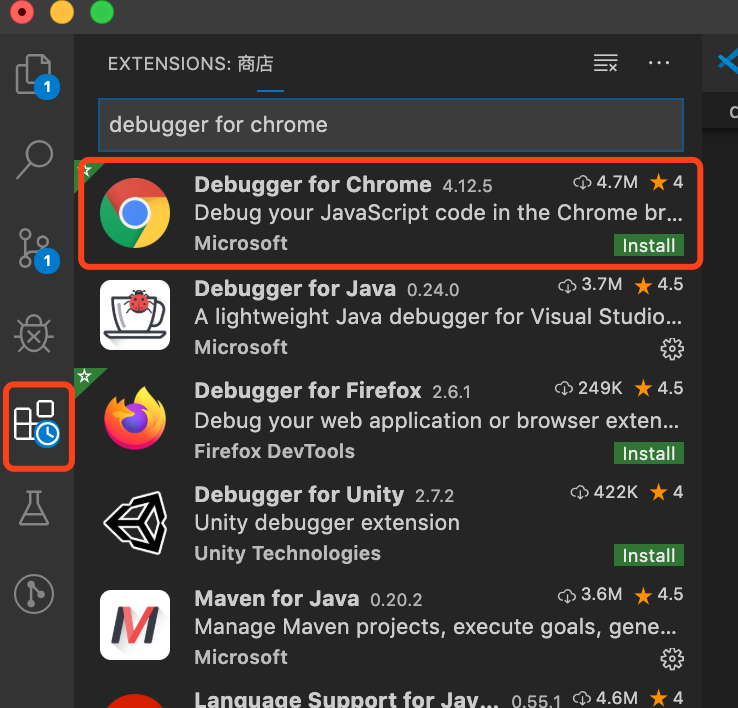 EXTENSIONS: 商店
1
debugger for chrome
Debugger for Chrome 4.12.5 4.7M 4
Debug your JavaScript code in the Chrome br...
Microsoft Install
1
Debugger for Java 0.24.0 3.7M 4.5
A lightweight Java debugger for Visual Studio...
Microsoft
Debugger for Firefox 2.6.1 249K 4.5
Debug your web application or browser exten...
Firefox DevTools Install
Debugger for Unity 2.7.2 422K 4
Unity debugger extension
Unity Technologies Install
Maven for Java 0.20.2 3.6M 4.5
Manage Maven projects, execute goals, gene...
Microsoft
Language Support for Jav... 0.55.1 4.6M 4